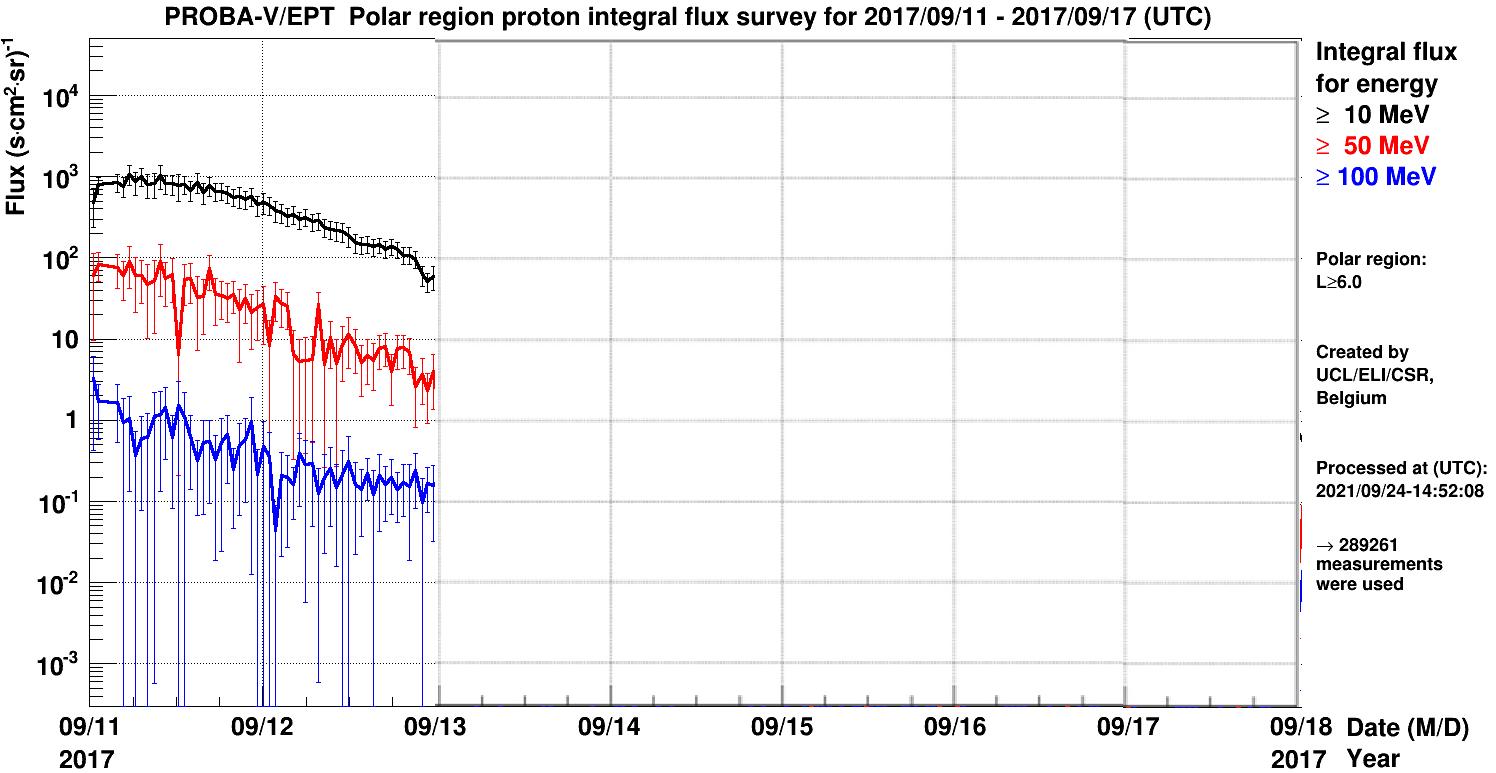 PROBA-V/EPT Polar region proton integral flux survey for 2017/09/11 - 2017/09/17 (UTC)
Flux (s·cm²·sr)⁻¹
10⁴
10³
10²
10
1
10⁻¹
10⁻²
10⁻³
09/11 09/12 09/13 09/14 09/15 09/16 09/17 09/18 Date (M/D)
2017 2017 Year
Integral flux
for energy
≥ 10 MeV
≥ 50 MeV
≥ 100 MeV
Polar region:
L≥6.0
Created by
UCL/ELI/CSR,
Belgium
Processed at (UTC):
2021/09/24-14:52:08
→ 289261
measurements
were used